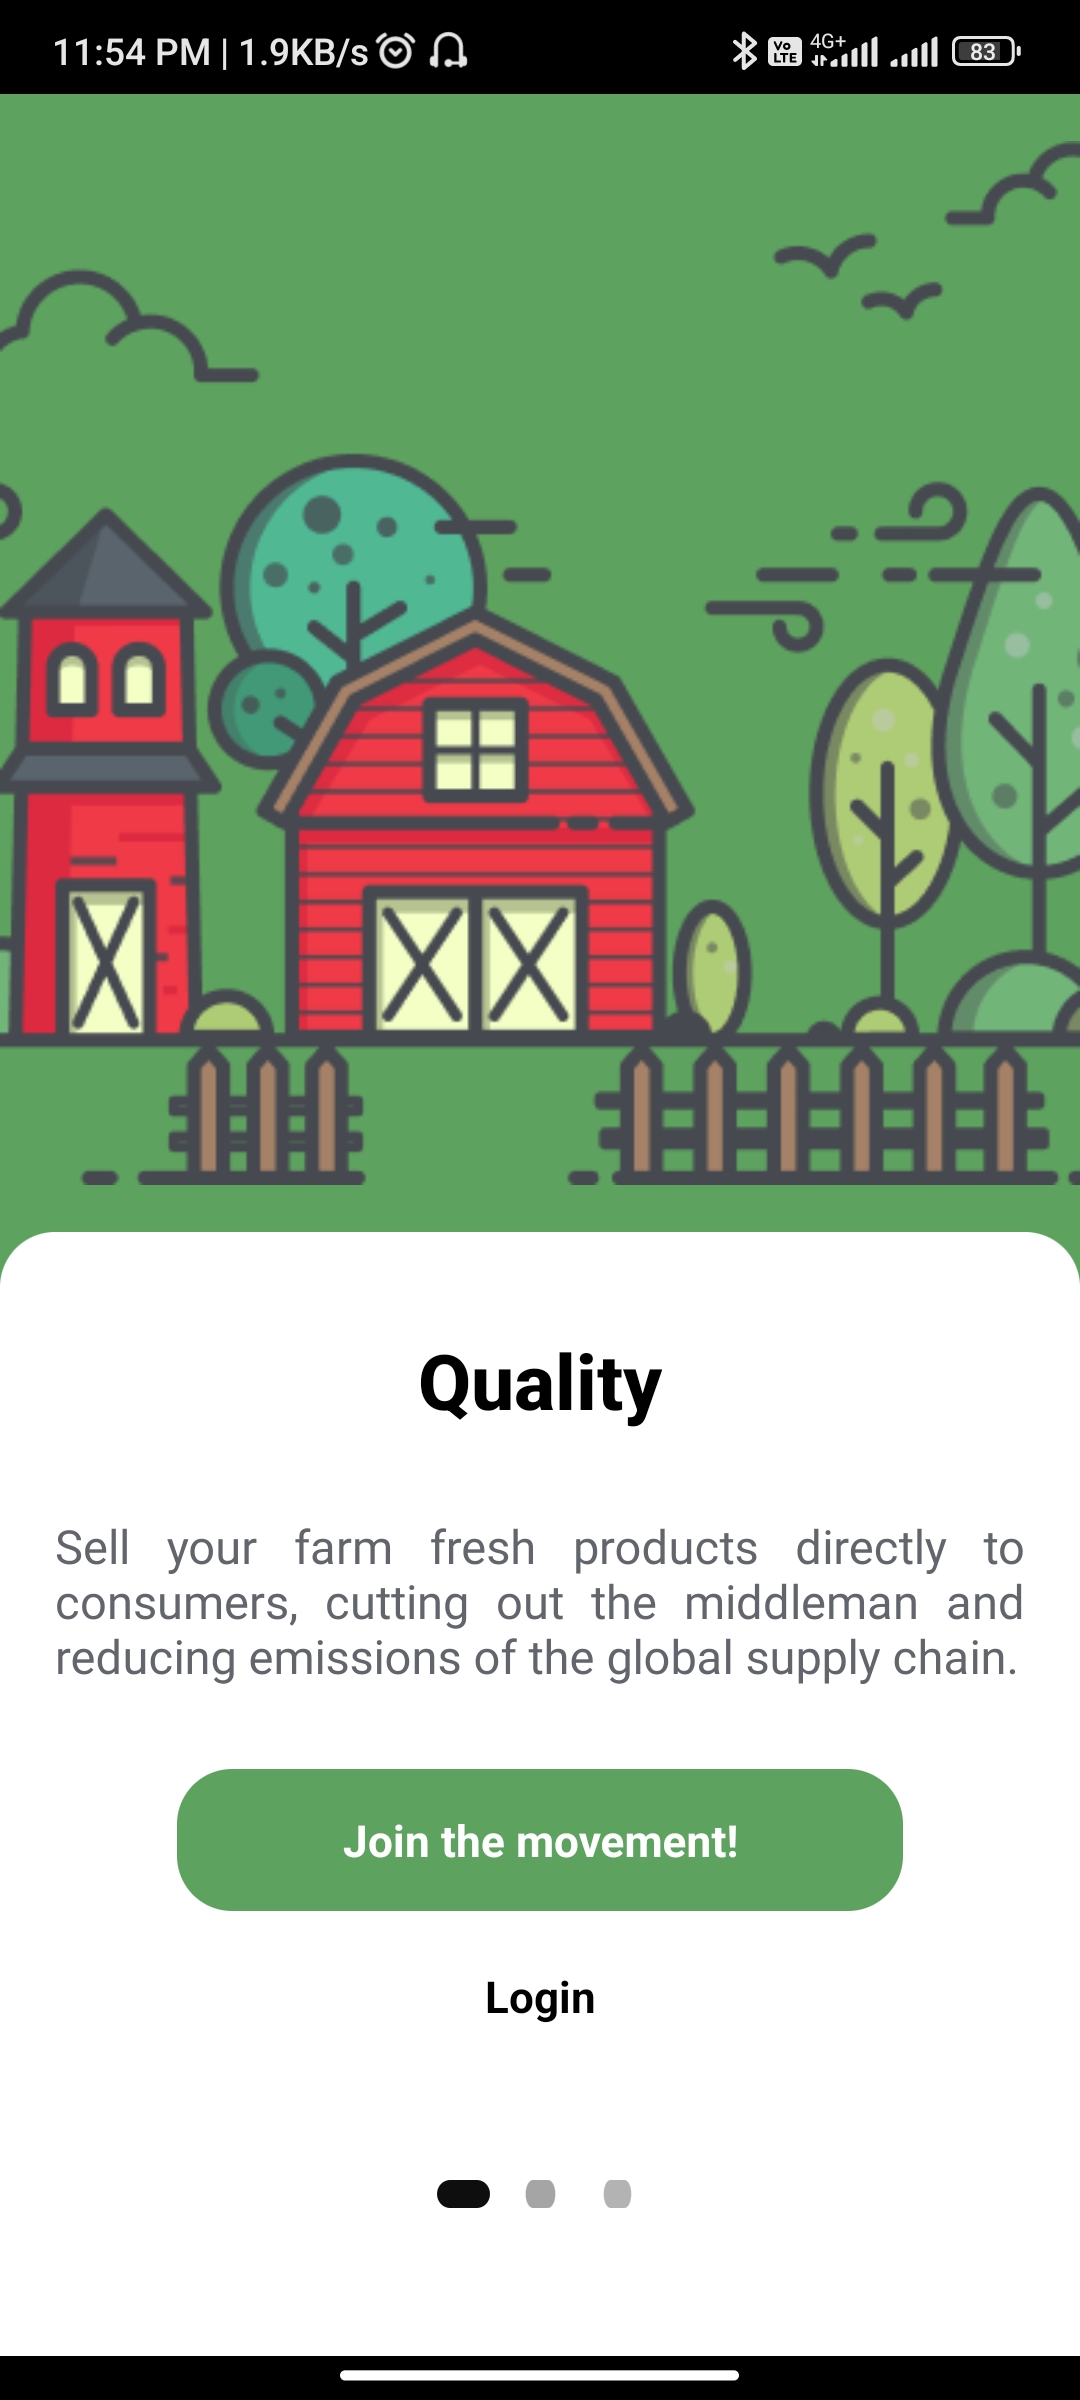 11:54 PM | 1.9KB/s Vo LTE 4G+ 83
Quality
Sell your farm fresh products directly to
consumers, cutting out the middleman and
reducing emissions of the global supply chain.
Join the movement!
Login